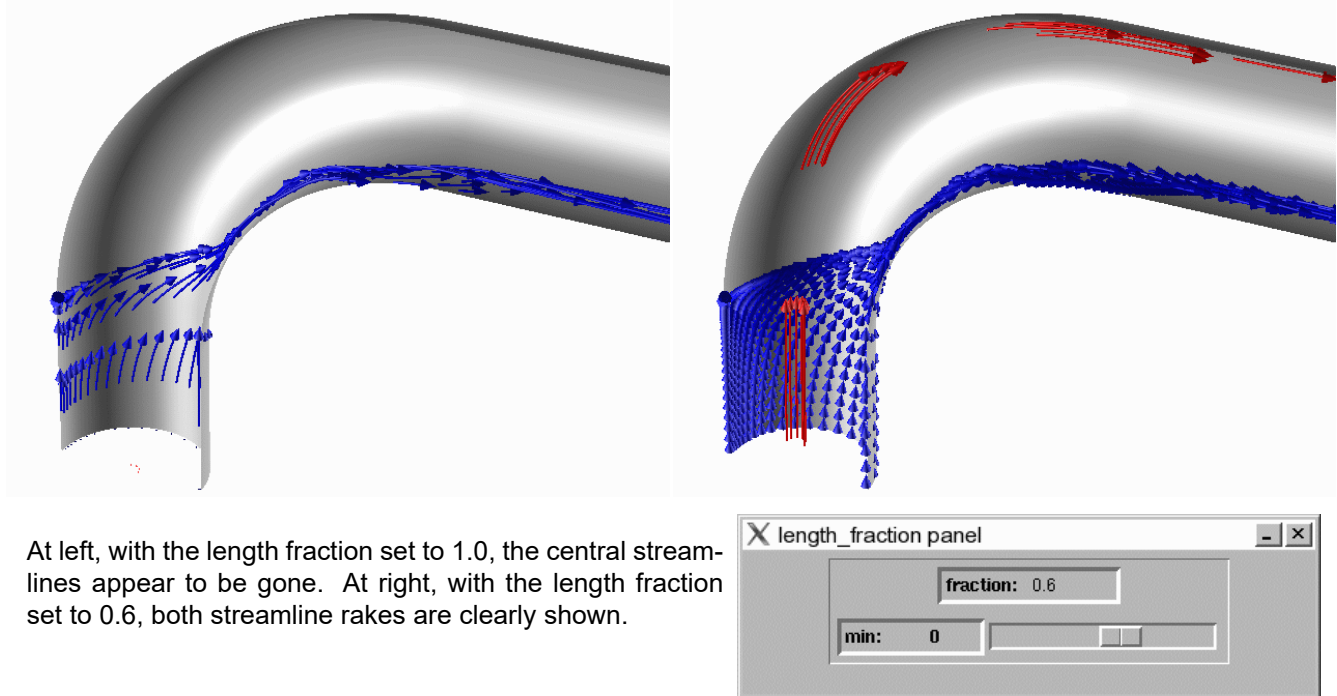 At left, with the length fraction set to 1.0, the central stream-
lines appear to be gone. At right, with the length fraction
set to 0.6, both streamline rakes are clearly shown.
length_fraction panel
fraction: 0.6
min: 0